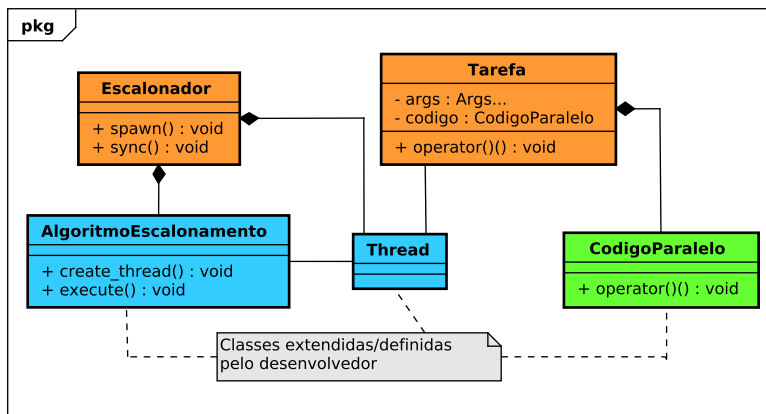 pkg
Escalonador
+ spawn() : void
+ sync() : void
Tarefa
- args : Args...
- codigo : CodigoParalelo
+ operator()() : void
AlgoritmoEscalonamento
+ create_thread() : void
+ execute() : void
Thread
CodigoParalelo
+ operator()() : void
Classes extendidas/definidas
pelo desenvolvedor